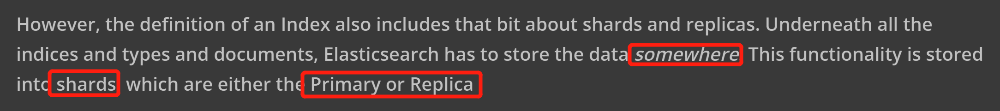 However, the definition of an Index also includes that bit about shards and replicas. Underneath all the
indices and types and documents, Elasticsearch has to store the data somewhere. This functionality is stored
into shards, which are either the Primary or Replica